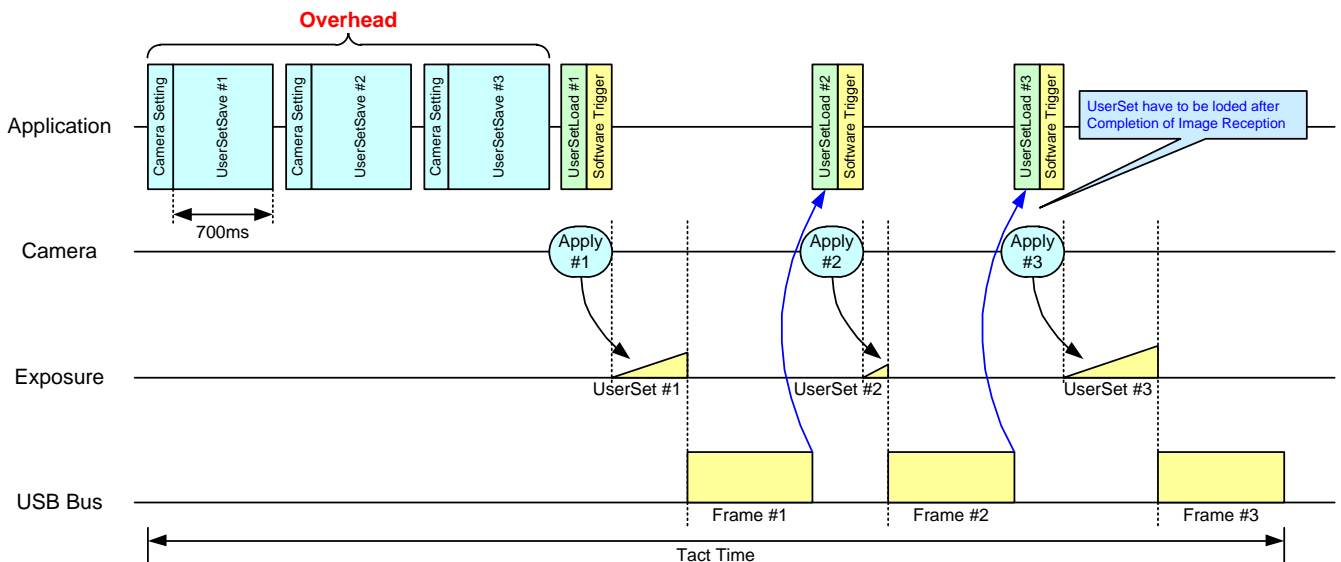 Overhead
Camera Setting
UserSetSave #1
Camera Setting
UserSetSave #2
Camera Setting
UserSetSave #3
UserSetLoad #1
Software Trigger
UserSetLoad #2
Software Trigger
UserSetLoad #3
Software Trigger
UserSet have to be loded after
Completion of Image Reception
Application
700ms
Camera
Apply
#1
Apply
#2
Apply
#3
Exposure
UserSet #1
UserSet #2
UserSet #3
USB Bus
Frame #1
Frame #2
Frame #3
Tact Time